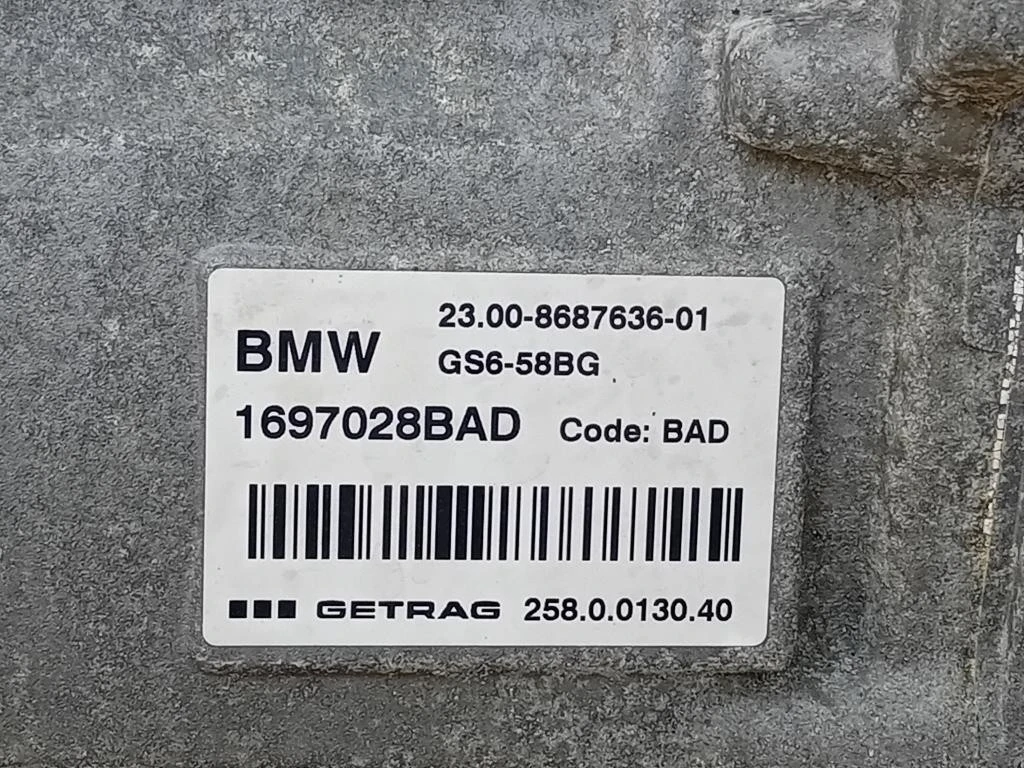 BMW 23.00-8687636-01
GS6-58BG
1697028BAD Code: BAD
GETRAG 258.0.0130.40